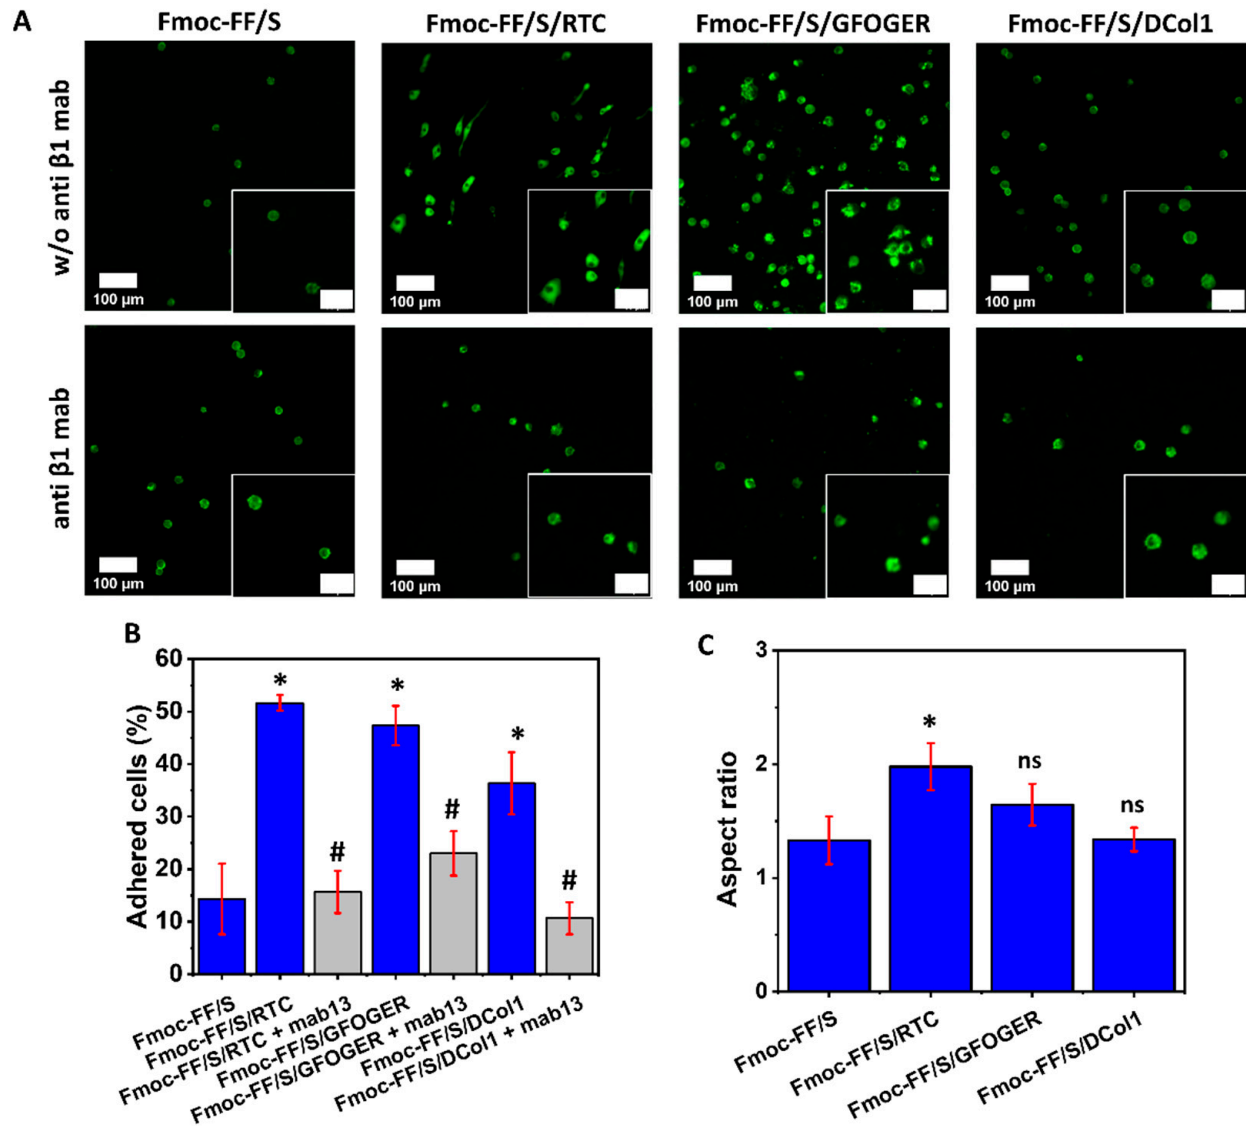 A
Fmoc-FF/S
Fmoc-FF/S/RTC
Fmoc-FF/S/GFOGER
Fmoc-FF/S/DCol1
w/o anti β1 mab
100 µm
100 µm
100 µm
100 µm
anti β1 mab
100 µm
100 µm
100 µm
100 µm
B
Adhered cells (%)
60
50
40
30
20
10
0
*
#
*
#
*
#
Fmoc-FF/S
Fmoc-FF/S/RTC
Fmoc-FF/S/RTC + mab13
Fmoc-FF/S/GFOGER
Fmoc-FF/S/GFOGER + mab13
Fmoc-FF/S/DCol1
Fmoc-FF/S/DCol1 + mab13
C
Aspect ratio
3
2
1
0
*
ns
ns
Fmoc-FF/S
Fmoc-FF/S/RTC
Fmoc-FF/S/GFOGER
Fmoc-FF/S/DCol1